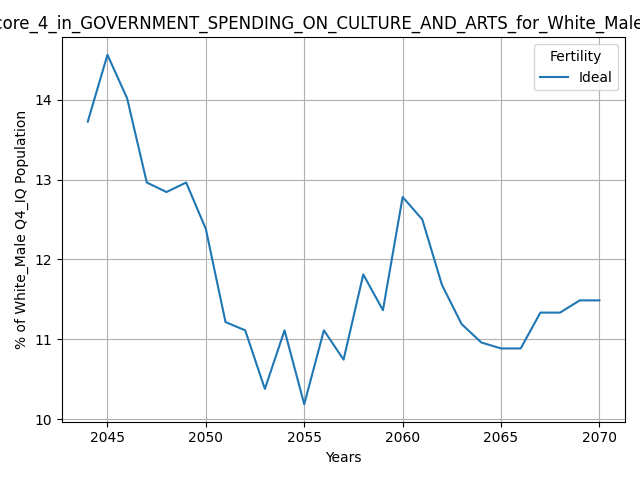 core_4_in_GOVERNMENT_SPENDING_ON_CULTURE_AND_ARTS_for_White_Male
Fertility
Ideal
% of White_Male Q4_IQ Population
14
13
12
11
10
2045 2050 2055 2060 2065 2070
Years